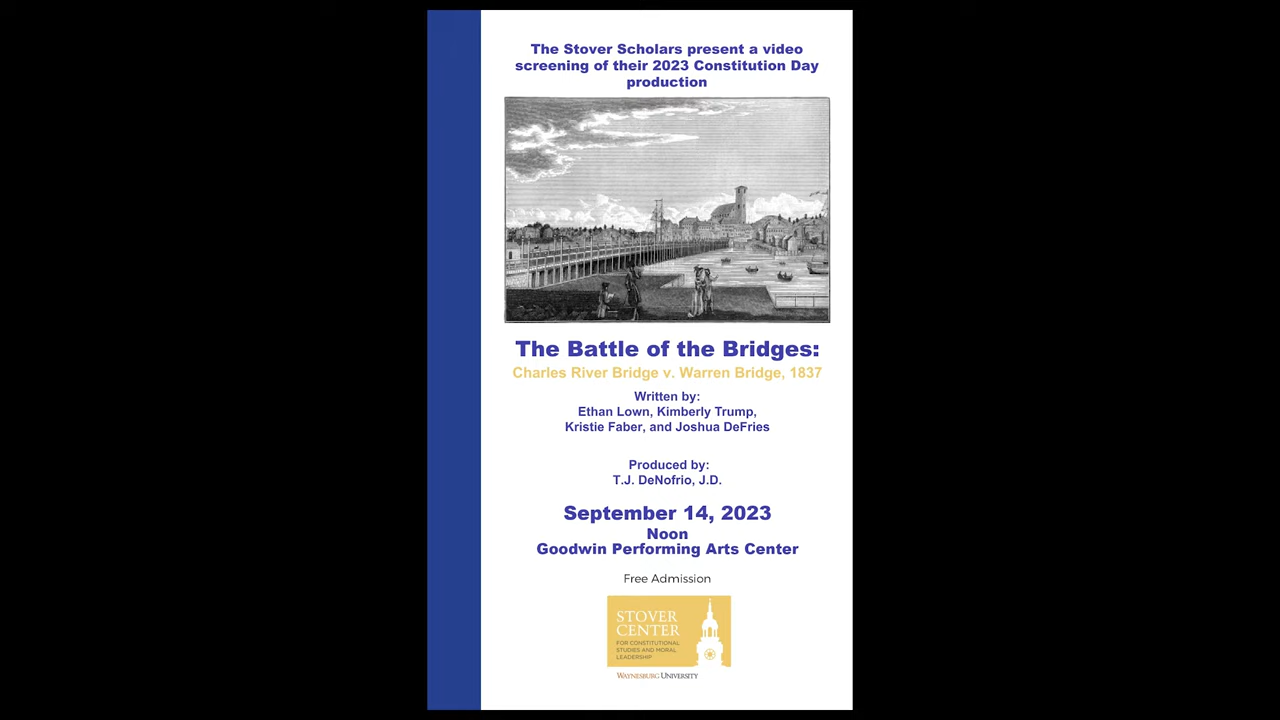 The Stover Scholars present a video
screening of their 2023 Constitution Day
production
The Battle of the Bridges:
Charles River Bridge v. Warren Bridge, 1837
Written by:
Ethan Lown, Kimberly Trump,
Kristie Faber, and Joshua DeFries
Produced by:
T.J. DeNofrio, J.D.
September 14, 2023
Noon
Goodwin Performing Arts Center
Free Admission
STOVER
CENTER
FOR CONSTITUTIONAL
STUDIES AND MORAL
LEADERSHIP
WAYNESBURG UNIVERSITY